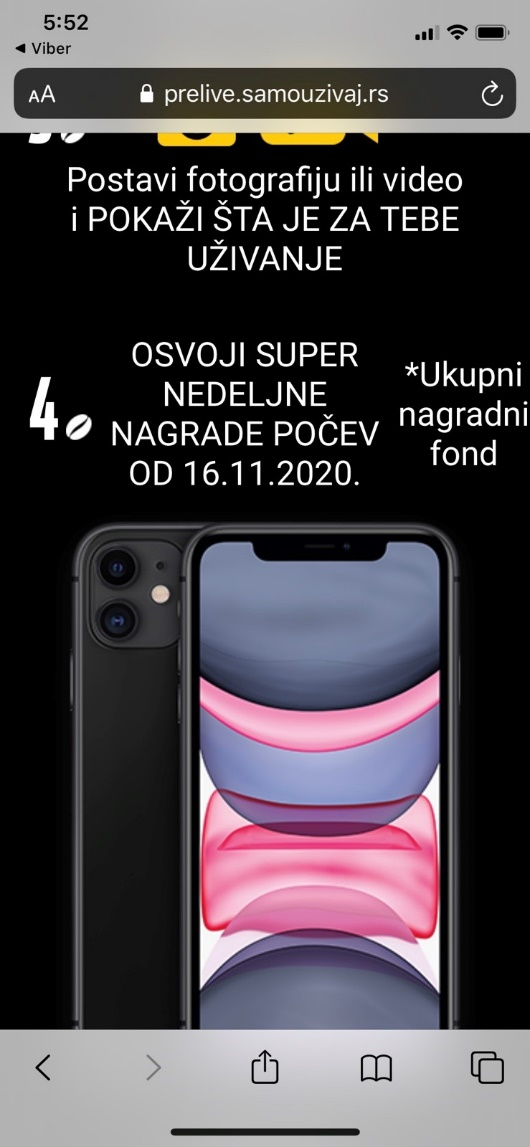 5:52
◀ Viber
AA prelive.samouzivaj.rs
Postavi fotografiju ili video
i POKAŽI ŠTA JE ZA TEBE
UŽIVANJE
4.
OSVOJI SUPER
NEDELJNE
NAGRADE POČEV
OD 16.11.2020.
*Ukupni
nagradni
fond